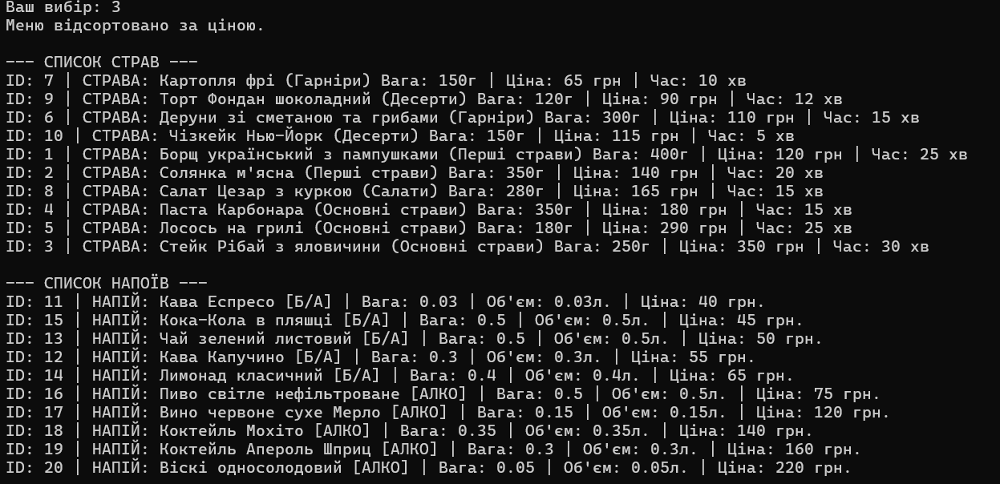 Ваш вибір: 3
Меню відсортовано за ціною.
--- СПИСОК СТРАВ ---
ID: 7 | СТРАВА: Картопля фрі (Гарніри) Вага: 150г | Ціна: 65 грн | Час: 10 хв
ID: 9 | СТРАВА: Торт Фондан шоколадний (Десерти) Вага: 120г | Ціна: 90 грн | Час: 12 хв
ID: 6 | СТРАВА: Деруни зі сметаною та грибами (Гарніри) Вага: 300г | Ціна: 110 грн | Час: 15 хв
ID: 10 | СТРАВА: Чізкейк Нью-Йорк (Десерти) Вага: 150г | Ціна: 115 грн | Час: 5 хв
ID: 1 | СТРАВА: Борщ український з пампушками (Перші страви) Вага: 400г | Ціна: 120 грн | Час: 25 хв
ID: 2 | СТРАВА: Солянка м'ясна (Перші страви) Вага: 350г | Ціна: 140 грн | Час: 20 хв
ID: 8 | СТРАВА: Салат Цезар з куркою (Салати) Вага: 280г | Ціна: 165 грн | Час: 15 хв
ID: 4 | СТРАВА: Паста Карбонара (Основні страви) Вага: 350г | Ціна: 180 грн | Час: 15 хв
ID: 5 | СТРАВА: Лосось на грилі (Основні страви) Вага: 180г | Ціна: 290 грн | Час: 25 хв
ID: 3 | СТРАВА: Стейк Рібай з яловичини (Основні страви) Вага: 250г | Ціна: 350 грн | Час: 30 хв
--- СПИСОК НАПОЇВ ---
ID: 11 | НАПІЙ: Кава Еспресо [Б/А] | Вага: 0.03 | Об'єм: 0.03л. | Ціна: 40 грн.
ID: 15 | НАПІЙ: Кока-Кола в пляшці [Б/А] | Вага: 0.5 | Об'єм: 0.5л. | Ціна: 45 грн.
ID: 13 | НАПІЙ: Чай зелений листовий [Б/А] | Вага: 0.5 | Об'єм: 0.5л. | Ціна: 50 грн.
ID: 12 | НАПІЙ: Кава Капучино [Б/А] | Вага: 0.3 | Об'єм: 0.3л. | Ціна: 55 грн.
ID: 14 | НАПІЙ: Лимонад класичний [Б/А] | Вага: 0.4 | Об'єм: 0.4л. | Ціна: 65 грн.
ID: 16 | НАПІЙ: Пиво світле нефільтроване [АЛКО] | Вага: 0.5 | Об'єм: 0.5л. | Ціна: 75 грн.
ID: 17 | НАПІЙ: Вино червоне сухе Мерло [АЛКО] | Вага: 0.15 | Об'єм: 0.15л. | Ціна: 120 грн.
ID: 18 | НАПІЙ: Коктейль Мохіто [АЛКО] | Вага: 0.35 | Об'єм: 0.35л. | Ціна: 140 грн.
ID: 19 | НАПІЙ: Коктейль Апероль Шприц [АЛКО] | Вага: 0.3 | Об'єм: 0.3л. | Ціна: 160 грн.
ID: 20 | НАПІЙ: Віскі односолодовий [АЛКО] | Вага: 0.05 | Об'єм: 0.05л. | Ціна: 220 грн.